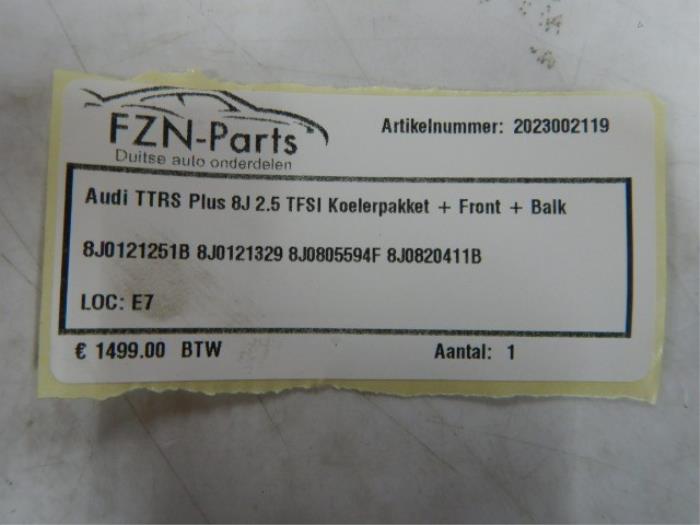 FZN-Parts
Duitse auto onderdelen
Artikelnummer: 2023002119
Audi TTRS Plus 8J 2.5 TFSI Koelerpakket + Front + Balk
8J0121251B 8J0121329 8J0805594F 8J0820411B
LOC: E7
€ 1499.00 BTW Aantal: 1